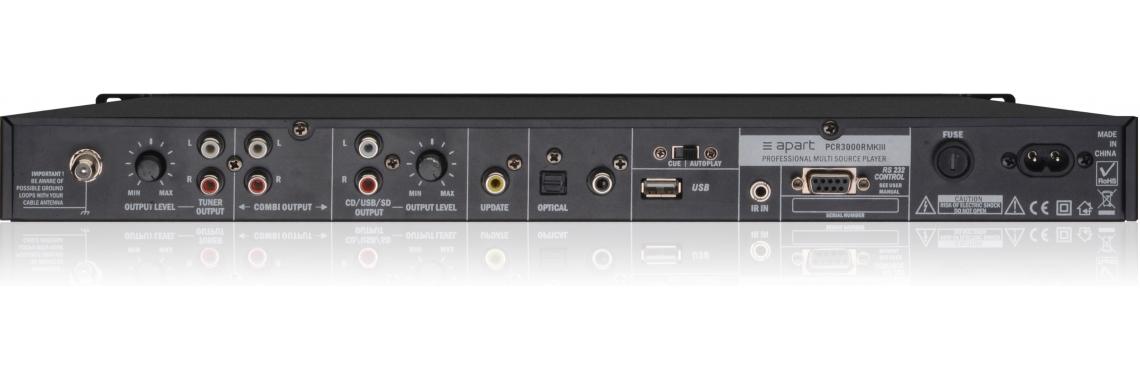 IMPORTANT !
BE AWARE OF
POSSIBLE GROUND
LOOPS WITH YOUR
CABLE ANTENNA
MIN MAX
OUTPUT LEVEL
L
R
TUNER
OUTPUT
L
R
COMBI OUTPUT
L
R
CD/USB/SD
OUTPUT
MIN MAX
OUTPUT LEVEL
UPDATE
OPTICAL
CUE AUTOPLAY
USB
apart PCR3000RMKIII
PROFESSIONAL MULTI SOURCE PLAYER
IR IN
RS 232
CONTROL
SEE USER
MANUAL
SERIAL NUMBER
FUSE
CAUTION
RISK OF ELECTRIC SHOCK
DO NOT OPEN
CE
MADE
IN
CHINA
RoHS